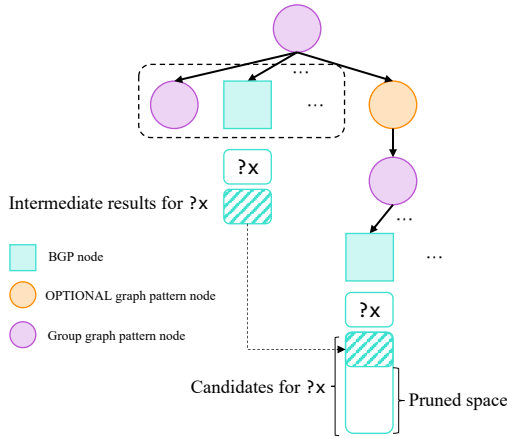 ...
...
?x
Intermediate results for ?x
...
BGP node
...
OPTIONAL graph pattern node
?x
Group graph pattern node
Candidates for ?x
Pruned space